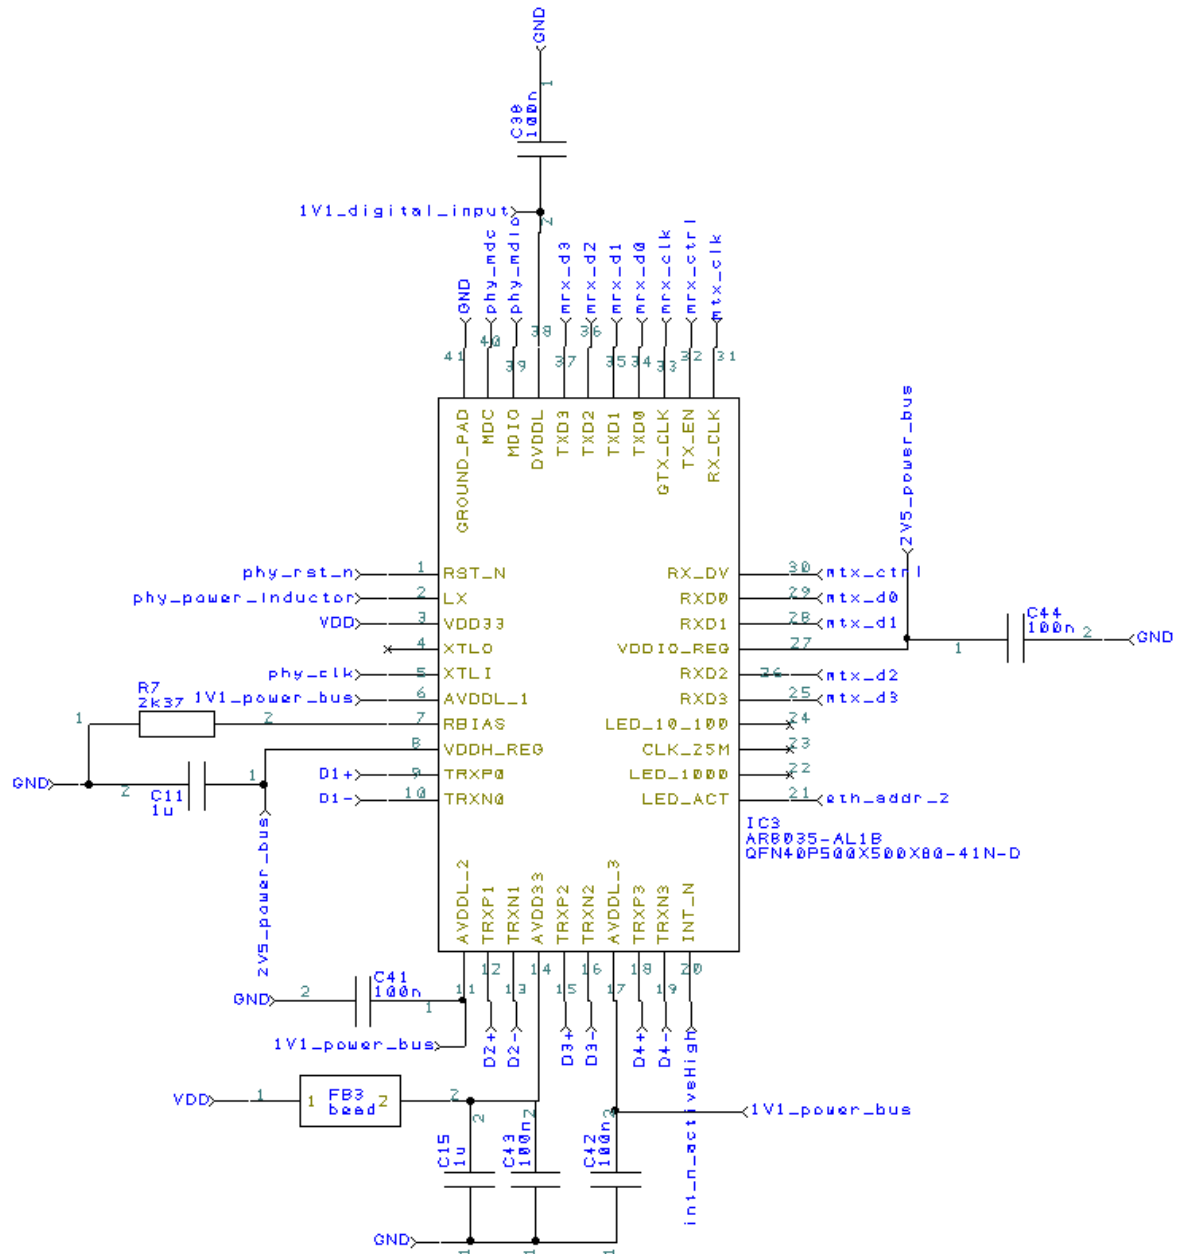 GND
1
C38
100n
1V1_digital_input
2
GND
phy_mdc
phy_mdio
mrx_d3
mrx_d2
mrx_d1
mrx_d0
mrx_clk
mrx_ctrl
mtx_clk
41
40
39
38
37
36
35
34
33
32
31
GROUND_PAD
MDC
MDIO
DVDDL
TXD3
TXD2
TXD1
TXD0
GTX_CLK
TX_EN
RX_CLK
2V5_power_bus
phy_rst_n 1 RST_N
phy_power_inductor 2 LX
VDD 3 VDD33
4 XTLO
phy_clk 5 XTLI
1V1_power_bus 6 AVDDL_1
R7
2k37
1 2 7 RBIAS
8 VDDH_REG
D1+ 9 TRXP0
D1- 10 TRXN0
GND 2 1
C11
1u
2V5_power_bus
RX_DV 30 mtx_ctrl
RXD0 29 mtx_d0
RXD1 28 mtx_d1
VDDIO_REG 27
RXD2 26 mtx_d2
RXD3 25 mtx_d3
LED_10_100 24
CLK_25M 23
LED_1000 22
LED_ACT 21 eth_addr_2
C44
100n
1 2 GND
IC3
AR8035-AL1B
QFN40P500X500X80-41N-D
AVDDL_2
TRXP1
TRXN1
AVDD33
TRXP2
TRXN2
AVDDL_3
TRXP3
TRXN3
INT_N
11
12
13
14
15
16
17
18
19
20
GND 2 1
C41
100n
1V1_power_bus
D2+
D2-
D3+
D3-
D4+
D4-
int_n_activeHigh
VDD 1
1 FB3 2
bead
2
1V1_power_bus
2
C15
1u
2
C43
100n
2
C42
100n
GND
1
1
1